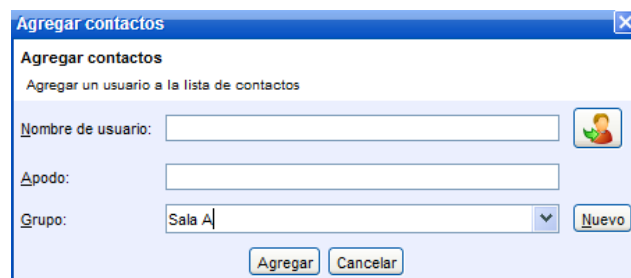 Agregar contactos
Agregar contactos
Agregar un usuario a la lista de contactos
Nombre de usuario:
Apodo:
Grupo: Sala A Nuevo
Agregar Cancelar